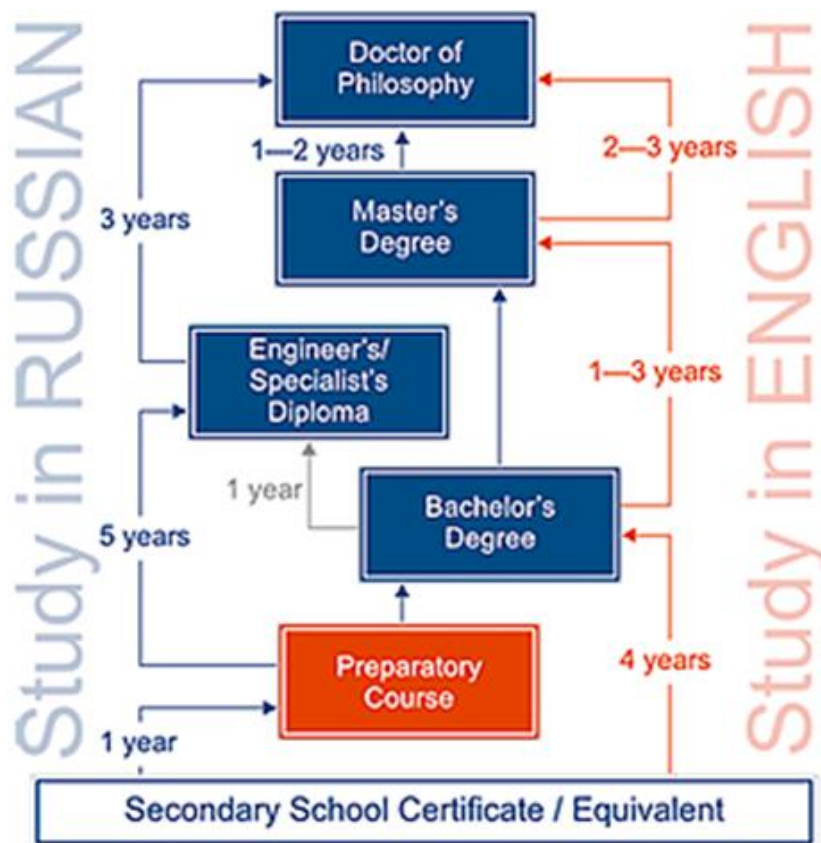 Study in RUSSIAN
Study in ENGLISH
Doctor of
Philosophy
1—2 years
2—3 years
3 years
Master's
Degree
Engineer's/
Specialist's
Diploma
1—3 years
1 year
Bachelor's
Degree
5 years
Preparatory
Course
4 years
1 year
Secondary School Certificate / Equivalent